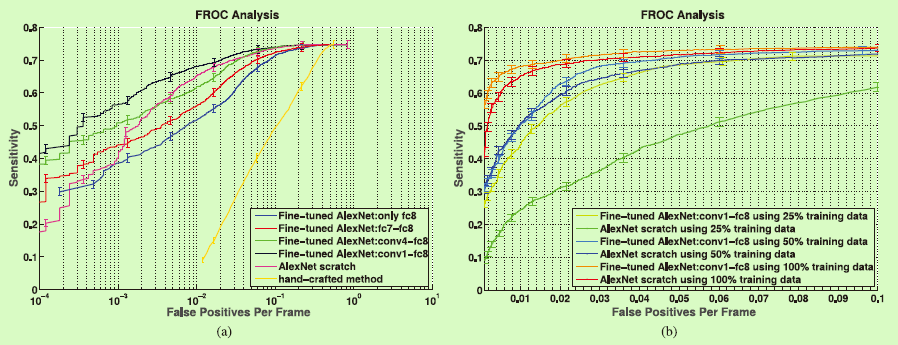 FROC Analysis
0.8
0.7
0.6
0.5
0.4
0.3
0.2
0.1
0
Sensitivity
Fine-tuned AlexNet:only fc8
Fine-tuned AlexNet:fc7-fc8
Fine-tuned AlexNet:conv4-fc8
Fine-tuned AlexNet:conv1-fc8
AlexNet scratch
hand-crafted method
10⁻⁴ 10⁻³ 10⁻² 10⁻¹ 10⁰ 10¹
False Positives Per Frame
(a)
FROC Analysis
0.8
0.7
0.6
0.5
0.4
0.3
0.2
0.1
0
Sensitivity
Fine-tuned AlexNet:conv1-fc8 using 25% training data
AlexNet scratch using 25% training data
Fine-tuned AlexNet:conv1-fc8 using 50% training data
AlexNet scratch using 50% training data
Fine-tuned AlexNet:conv1-fc8 using 100% training data
AlexNet scratch using 100% training data
0.01 0.02 0.03 0.04 0.05 0.06 0.07 0.08 0.09 0.1
False Positives Per Frame
(b)